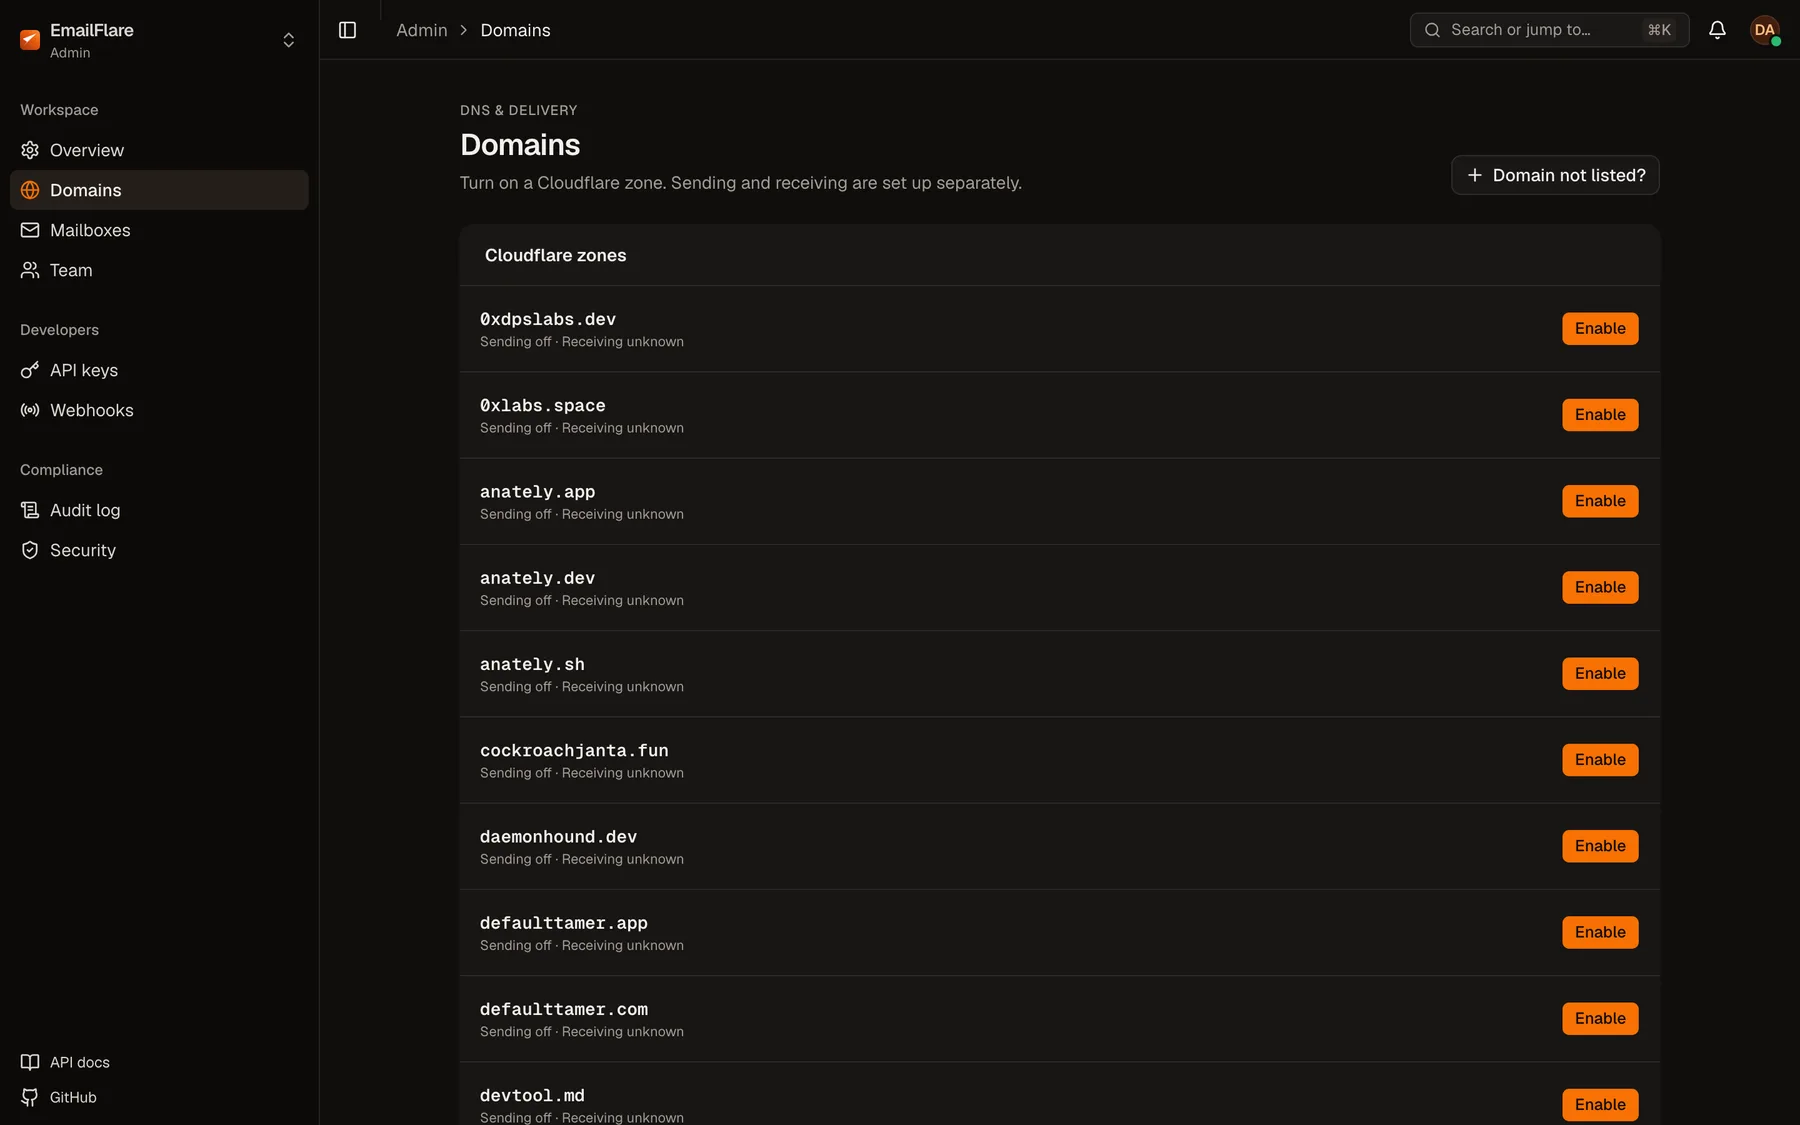 EmailFlare
Admin
Workspace
Overview
Domains
Mailboxes
Team
Developers
API keys
Webhooks
Compliance
Audit log
Security
API docs
GitHub
Admin > Domains
Search or jump to... ⌘K
DA
DNS & DELIVERY
Domains
Turn on a Cloudflare zone. Sending and receiving are set up separately.
+ Domain not listed?
Cloudflare zones
0xdpslabs.dev
Sending off · Receiving unknown
Enable
0xlabs.space
Sending off · Receiving unknown
Enable
anately.app
Sending off · Receiving unknown
Enable
anately.dev
Sending off · Receiving unknown
Enable
anately.sh
Sending off · Receiving unknown
Enable
cockroachjanta.fun
Sending off · Receiving unknown
Enable
daemonhound.dev
Sending off · Receiving unknown
Enable
defaulttamer.app
Sending off · Receiving unknown
Enable
defaulttamer.com
Sending off · Receiving unknown
Enable
devtool.md
Sending off · Receiving unknown
Enable